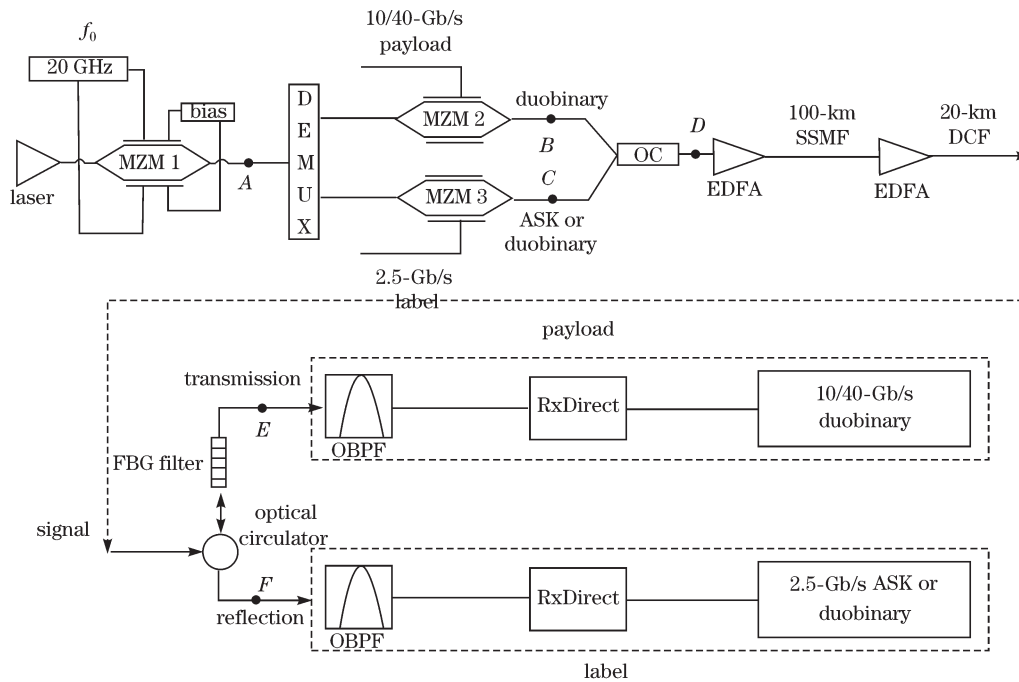 f₀
20 GHz
bias
MZM 1
laser
A
D
E
M
U
X
10/40-Gb/s
payload
MZM 2
duobinary
B
C
MZM 3
ASK or
duobinary
2.5-Gb/s
label
OC
D
EDFA
100-km
SSMF
EDFA
20-km
DCF
payload
transmission
E
OBPF
RxDirect
10/40-Gb/s
duobinary
FBG filter
signal
optical
circulator
F
reflection
OBPF
RxDirect
2.5-Gb/s ASK or
duobinary
label